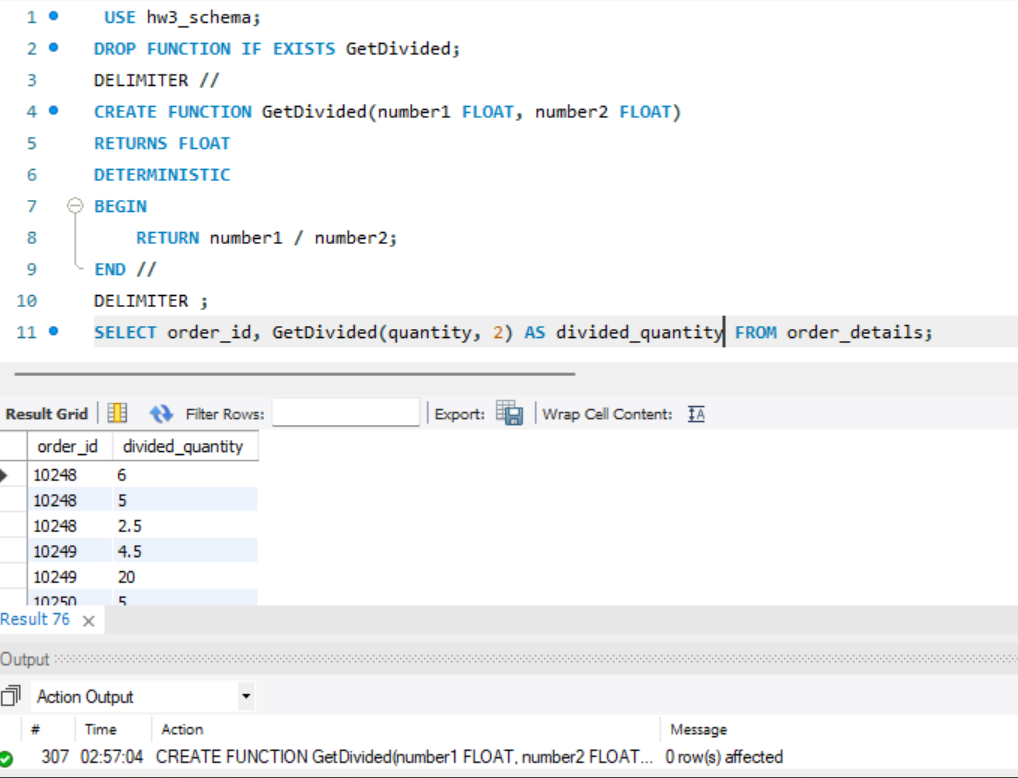 1 USE hw3_schema;
2 DROP FUNCTION IF EXISTS GetDivided;
3 DELIMITER //
4 CREATE FUNCTION GetDivided(number1 FLOAT, number2 FLOAT)
5 RETURNS FLOAT
6 DETERMINISTIC
7 BEGIN
8 RETURN number1 / number2;
9 END //
10 DELIMITER ;
11 SELECT order_id, GetDivided(quantity, 2) AS divided_quantity FROM order_details;
Result Grid Filter Rows: Export: Wrap Cell Content: IA
order_id divided_quantity
10248 6
10248 5
10248 2.5
10249 4.5
10249 20
10250 5
Result 76
Output
Action Output
# Time Action Message
307 02:57:04 CREATE FUNCTION GetDivided(number1 FLOAT, number2 FLOAT... 0 row(s) affected